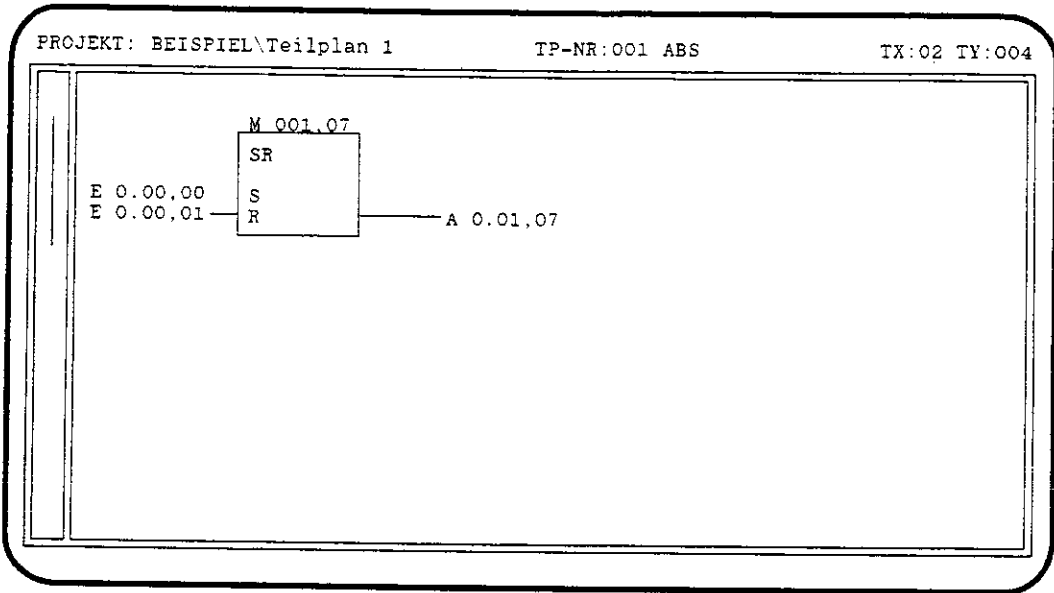 PROJEKT: BEISPIEL\Teilplan 1 TP-NR:001 ABS TX:02 TY:004
M 001,07
SR
E 0.00,00 S
E 0.00,01 R A 0.01,07